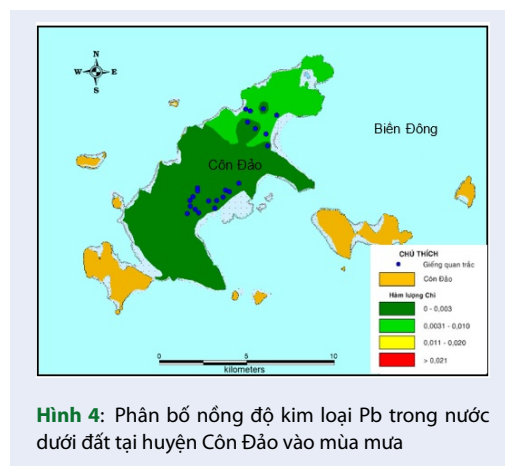 N
W E
S
Biên Đông
Côn Đảo
CHÚ THÍCH
Giếng quan trắc
Côn Đảo
Hàm lượng Chì
0 - 0,003
0,0031 - 0,010
0,011 - 0,020
> 0,021
0 5 10
kilometers
Hình 4: Phân bố nồng độ kim loại Pb trong nước
dưới đất tại huyện Côn Đảo vào mùa mưa